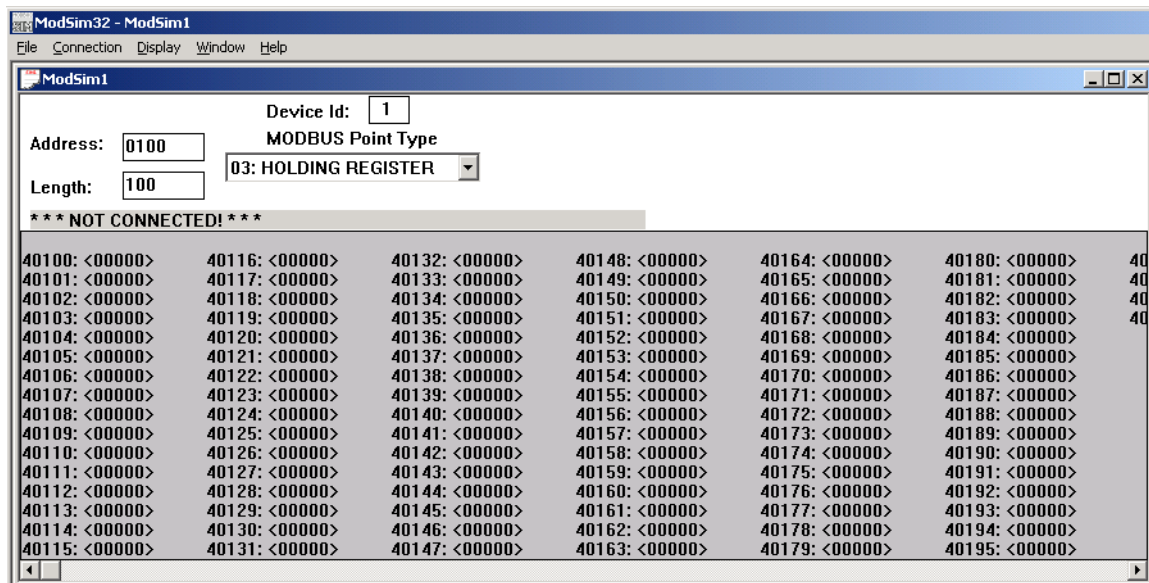 ModSim32 - ModSim1
File Connection Display Window Help
ModSim1
Device Id: 1
Address: 0100 MODBUS Point Type
03: HOLDING REGISTER
Length: 100
* * * NOT CONNECTED! * * *
40100: <00000> 40116: <00000> 40132: <00000> 40148: <00000> 40164: <00000> 40180: <00000> 40
40101: <00000> 40117: <00000> 40133: <00000> 40149: <00000> 40165: <00000> 40181: <00000> 40
40102: <00000> 40118: <00000> 40134: <00000> 40150: <00000> 40166: <00000> 40182: <00000> 40
40103: <00000> 40119: <00000> 40135: <00000> 40151: <00000> 40167: <00000> 40183: <00000> 40
40104: <00000> 40120: <00000> 40136: <00000> 40152: <00000> 40168: <00000> 40184: <00000>
40105: <00000> 40121: <00000> 40137: <00000> 40153: <00000> 40169: <00000> 40185: <00000>
40106: <00000> 40122: <00000> 40138: <00000> 40154: <00000> 40170: <00000> 40186: <00000>
40107: <00000> 40123: <00000> 40139: <00000> 40155: <00000> 40171: <00000> 40187: <00000>
40108: <00000> 40124: <00000> 40140: <00000> 40156: <00000> 40172: <00000> 40188: <00000>
40109: <00000> 40125: <00000> 40141: <00000> 40157: <00000> 40173: <00000> 40189: <00000>
40110: <00000> 40126: <00000> 40142: <00000> 40158: <00000> 40174: <00000> 40190: <00000>
40111: <00000> 40127: <00000> 40143: <00000> 40159: <00000> 40175: <00000> 40191: <00000>
40112: <00000> 40128: <00000> 40144: <00000> 40160: <00000> 40176: <00000> 40192: <00000>
40113: <00000> 40129: <00000> 40145: <00000> 40161: <00000> 40177: <00000> 40193: <00000>
40114: <00000> 40130: <00000> 40146: <00000> 40162: <00000> 40178: <00000> 40194: <00000>
40115: <00000> 40131: <00000> 40147: <00000> 40163: <00000> 40179: <00000> 40195: <00000>